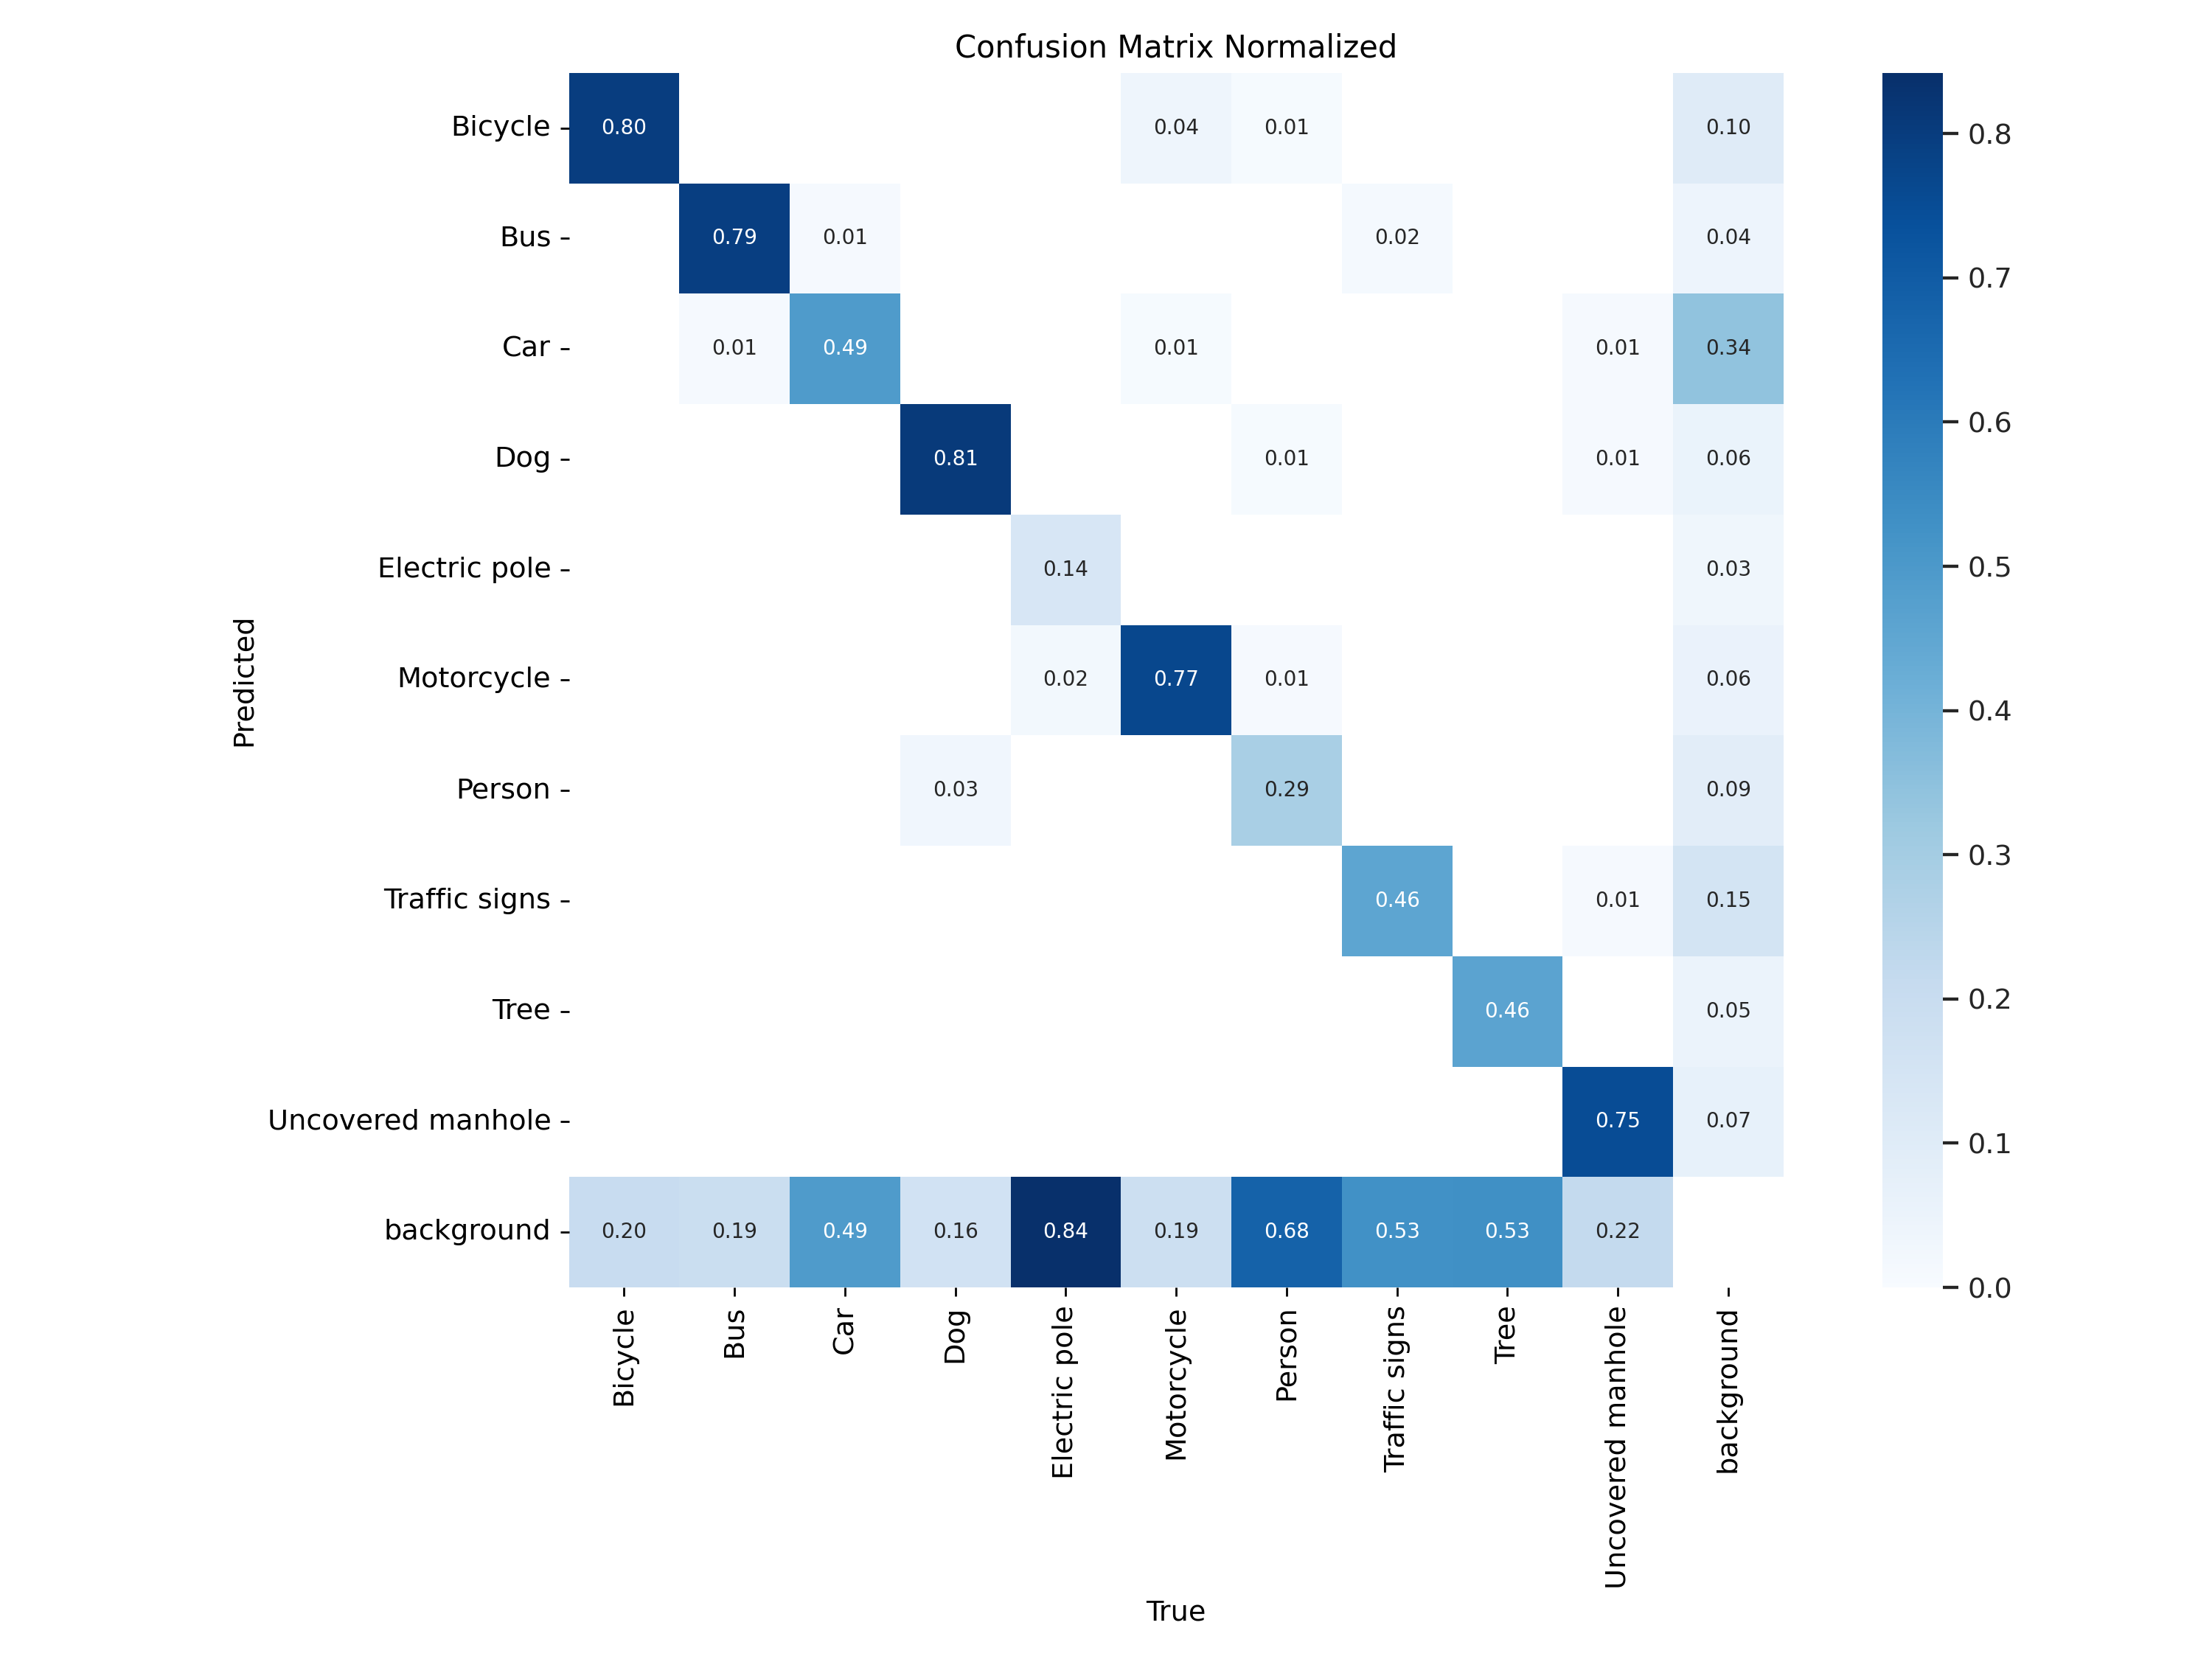 Confusion Matrix Normalized
Bicycle 0.80 0.04 0.01 0.10
Bus 0.79 0.01 0.02 0.04
Car 0.01 0.49 0.01 0.01 0.34
Dog 0.81 0.01 0.01 0.06
Electric pole 0.14 0.03
Motorcycle 0.02 0.77 0.01 0.06
Person 0.03 0.29 0.09
Traffic signs 0.46 0.01 0.15
Tree 0.46 0.05
Uncovered manhole 0.75 0.07
background 0.20 0.19 0.49 0.16 0.84 0.19 0.68 0.53 0.53 0.22
Predicted
Bicycle
Bus
Car
Dog
Electric pole
Motorcycle
Person
Traffic signs
Tree
Uncovered manhole
background
True
0.8
0.7
0.6
0.5
0.4
0.3
0.2
0.1
0.0